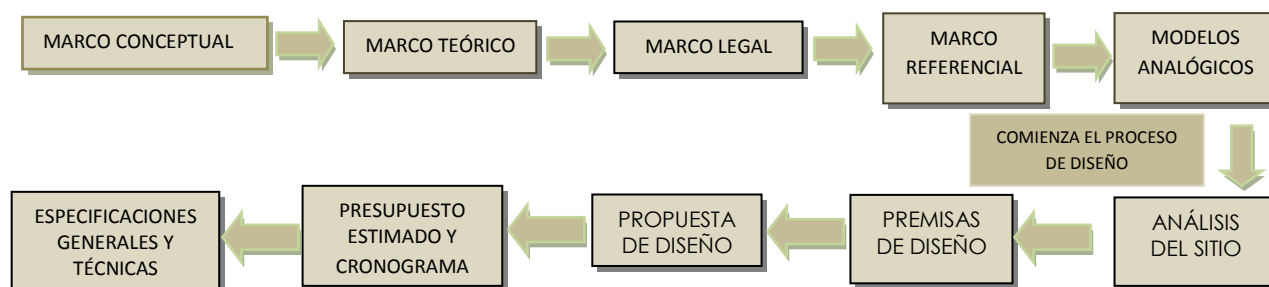 MARCO CONCEPTUAL
MARCO TEÓRICO
MARCO LEGAL
MARCO
REFERENCIAL
MODELOS
ANALÓGICOS
COMIENZA EL PROCESO
DE DISEÑO
ANÁLISIS
DEL SITIO
PREMISAS
DE DISEÑO
PROPUESTA
DE DISEÑO
PRESUPUESTO
ESTIMADO Y
CRONOGRAMA
ESPECIFICACIONES
GENERALES Y
TÉCNICAS